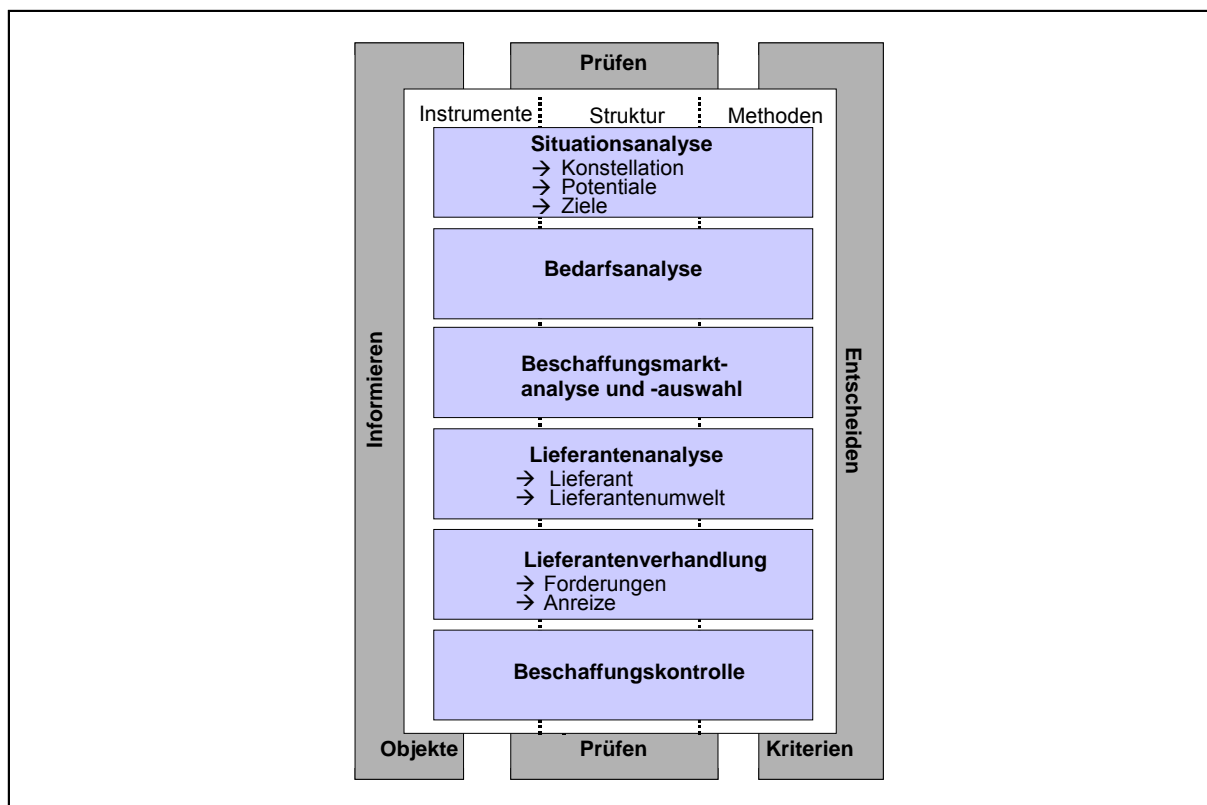 Prüfen
Instrumente Struktur Methoden
Situationsanalyse
→ Konstellation
→ Potentiale
→ Ziele
Bedarfsanalyse
Beschaffungsmarkt-
analyse und -auswahl
Lieferantenanalyse
→ Lieferant
→ Lieferantenumwelt
Lieferantenverhandlung
→ Forderungen
→ Anreize
Beschaffungskontrolle
Informieren
Entscheiden
Objekte Prüfen Kriterien